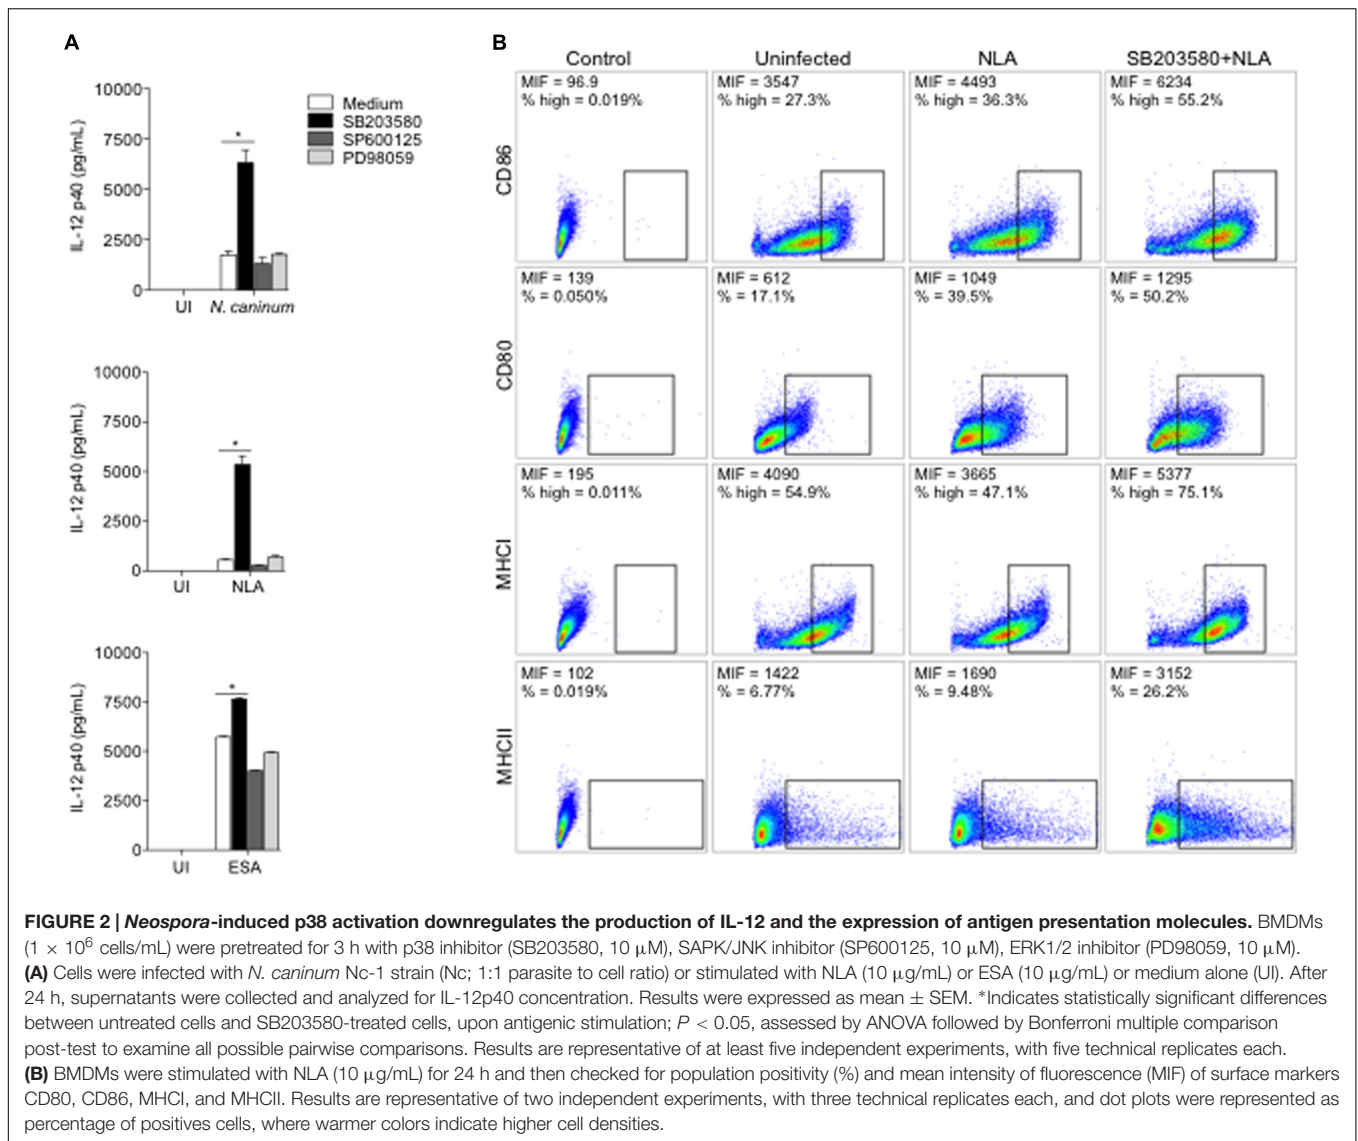 A
10000
7500
5000
2500
0
IL-12 p40 (pg/mL)
*
UI N. caninum
Medium
SB203580
SP600125
PD98059
10000
7500
5000
2500
0
IL-12 p40 (pg/mL)
*
UI NLA
10000
7500
5000
2500
0
IL-12 p40 (pg/mL)
*
UI ESA
B
Control Uninfected NLA SB203580+NLA
CD86
MIF = 96.9
% high = 0.019%
MIF = 3547
% high = 27.3%
MIF = 4493
% high = 36.3%
MIF = 6234
% high = 55.2%
CD80
MIF = 139
% = 0.050%
MIF = 612
% = 17.1%
MIF = 1049
% = 39.5%
MIF = 1295
% = 50.2%
MHCI
MIF = 195
% high = 0.011%
MIF = 4090
% high = 54.9%
MIF = 3665
% high = 47.1%
MIF = 5377
% high = 75.1%
MHCII
MIF = 102
% = 0.019%
MIF = 1422
% = 6.77%
MIF = 1690
% = 9.48%
MIF = 3152
% = 26.2%
FIGURE 2 | Neospora-induced p38 activation downregulates the production of IL-12 and the expression of antigen presentation molecules. BMDMs
(1 × 10⁶ cells/mL) were pretreated for 3 h with p38 inhibitor (SB203580, 10 μM), SAPK/JNK inhibitor (SP600125, 10 μM), ERK1/2 inhibitor (PD98059, 10 μM).
(A) Cells were infected with N. caninum Nc-1 strain (Nc; 1:1 parasite to cell ratio) or stimulated with NLA (10 μg/mL) or ESA (10 μg/mL) or medium alone (UI). After
24 h, supernatants were collected and analyzed for IL-12p40 concentration. Results were expressed as mean ± SEM. *Indicates statistically significant differences
between untreated cells and SB203580-treated cells, upon antigenic stimulation; P < 0.05, assessed by ANOVA followed by Bonferroni multiple comparison
post-test to examine all possible pairwise comparisons. Results are representative of at least five independent experiments, with five technical replicates each.
(B) BMDMs were stimulated with NLA (10 μg/mL) for 24 h and then checked for population positivity (%) and mean intensity of fluorescence (MIF) of surface markers
CD80, CD86, MHCI, and MHCII. Results are representative of two independent experiments, with three technical replicates each, and dot plots were represented as
percentage of positives cells, where warmer colors indicate higher cell densities.